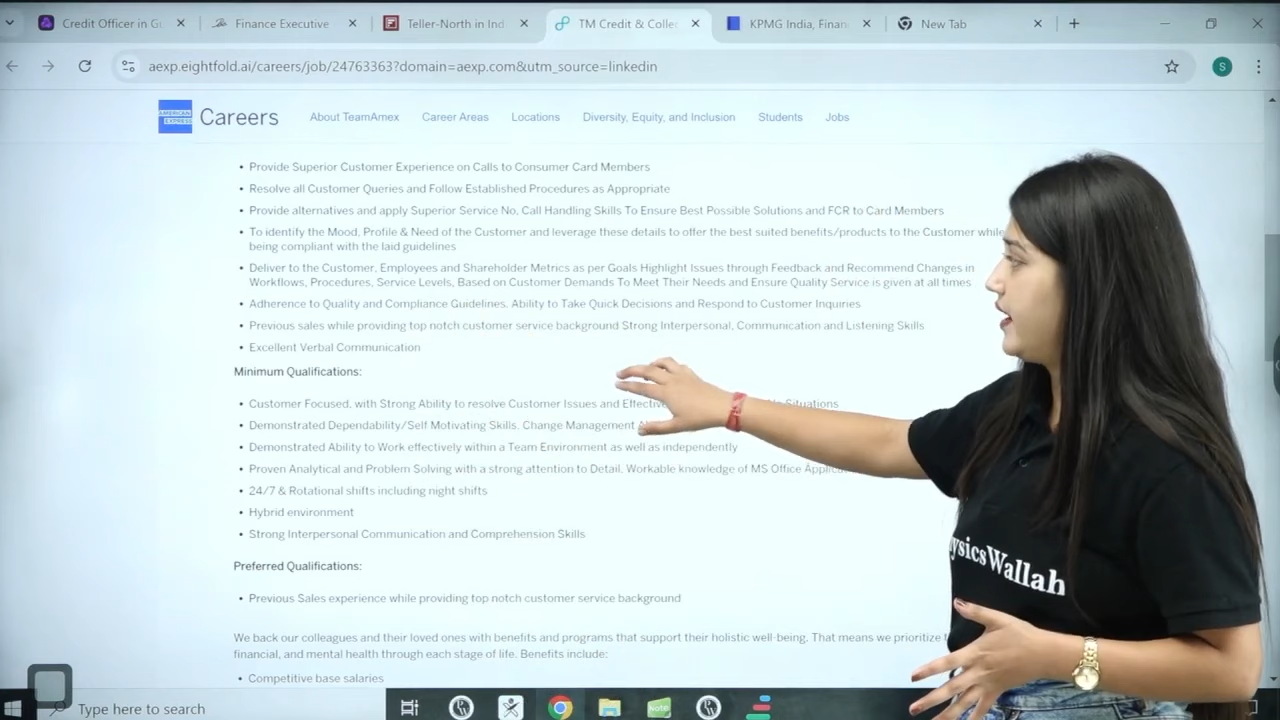 Credit Officer in Gu
Finance Executive
Teller-North in Ind
TM Credit & Collec
KPMG India, Finan
New Tab
aexp.eightfold.ai/careers/job/24763363?domain=aexp.com&utm_source=linkedin
S
AMERICAN EXPRESS
Careers
About TeamAmex
Career Areas
Locations
Diversity, Equity, and Inclusion
Students
Jobs
• Provide Superior Customer Experience on Calls to Consumer Card Members
• Resolve all Customer Queries and Follow Established Procedures as Appropriate
• Provide alternatives and apply Superior Service No, Call Handling Skills To Ensure Best Possible Solutions and FCR to Card Members
• To identify the Mood, Profile & Need of the Customer and leverage these details to offer the best suited benefits/products to the Customer while
being compliant with the laid guidelines
• Deliver to the Customer, Employees and Shareholder Metrics as per Goals Highlight Issues through Feedback and Recommend Changes in
Workflows, Procedures, Service Levels, Based on Customer Demands To Meet Their Needs and Ensure Quality Service is given at all times
• Adherence to Quality and Compliance Guidelines. Ability to Take Quick Decisions and Respond to Customer Inquiries
• Previous sales while providing top notch customer service background Strong Interpersonal, Communication and Listening Skills
• Excellent Verbal Communication
Minimum Qualifications:
• Customer Focused, with Strong Ability to resolve Customer Issues and Effective Situations
• Demonstrated Dependability/Self Motivating Skills. Change Management
• Demonstrated Ability to Work effectively within a Team Environment as well as independently
• Proven Analytical and Problem Solving with a strong attention to Detail. Workable knowledge of MS Office Applica
• 24/7 & Rotational shifts including night shifts
• Hybrid environment
• Strong Interpersonal Communication and Comprehension Skills
Preferred Qualifications:
• Previous Sales experience while providing top notch customer service background
We back our colleagues and their loved ones with benefits and programs that support their holistic well-being. That means we prioritize
financial, and mental health through each stage of life. Benefits include:
• Competitive base salaries
ysicsWallah
Type here to search
note